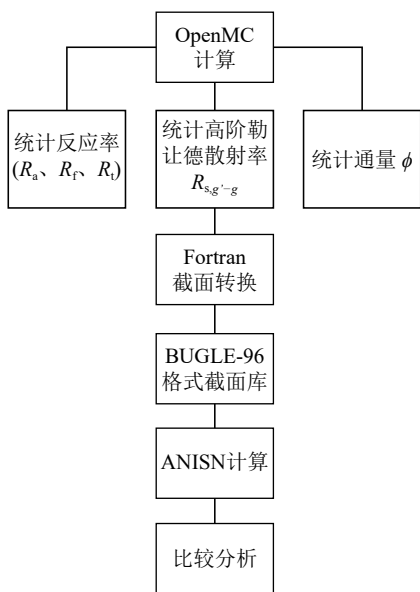 OpenMC
计算
统计反应率
(Ra、Rf、Rt)
统计高阶勒
让德散射率
Rs,g'−g
统计通量 ϕ
Fortran
截面转换
BUGLE-96
格式截面库
ANISN计算
比较分析